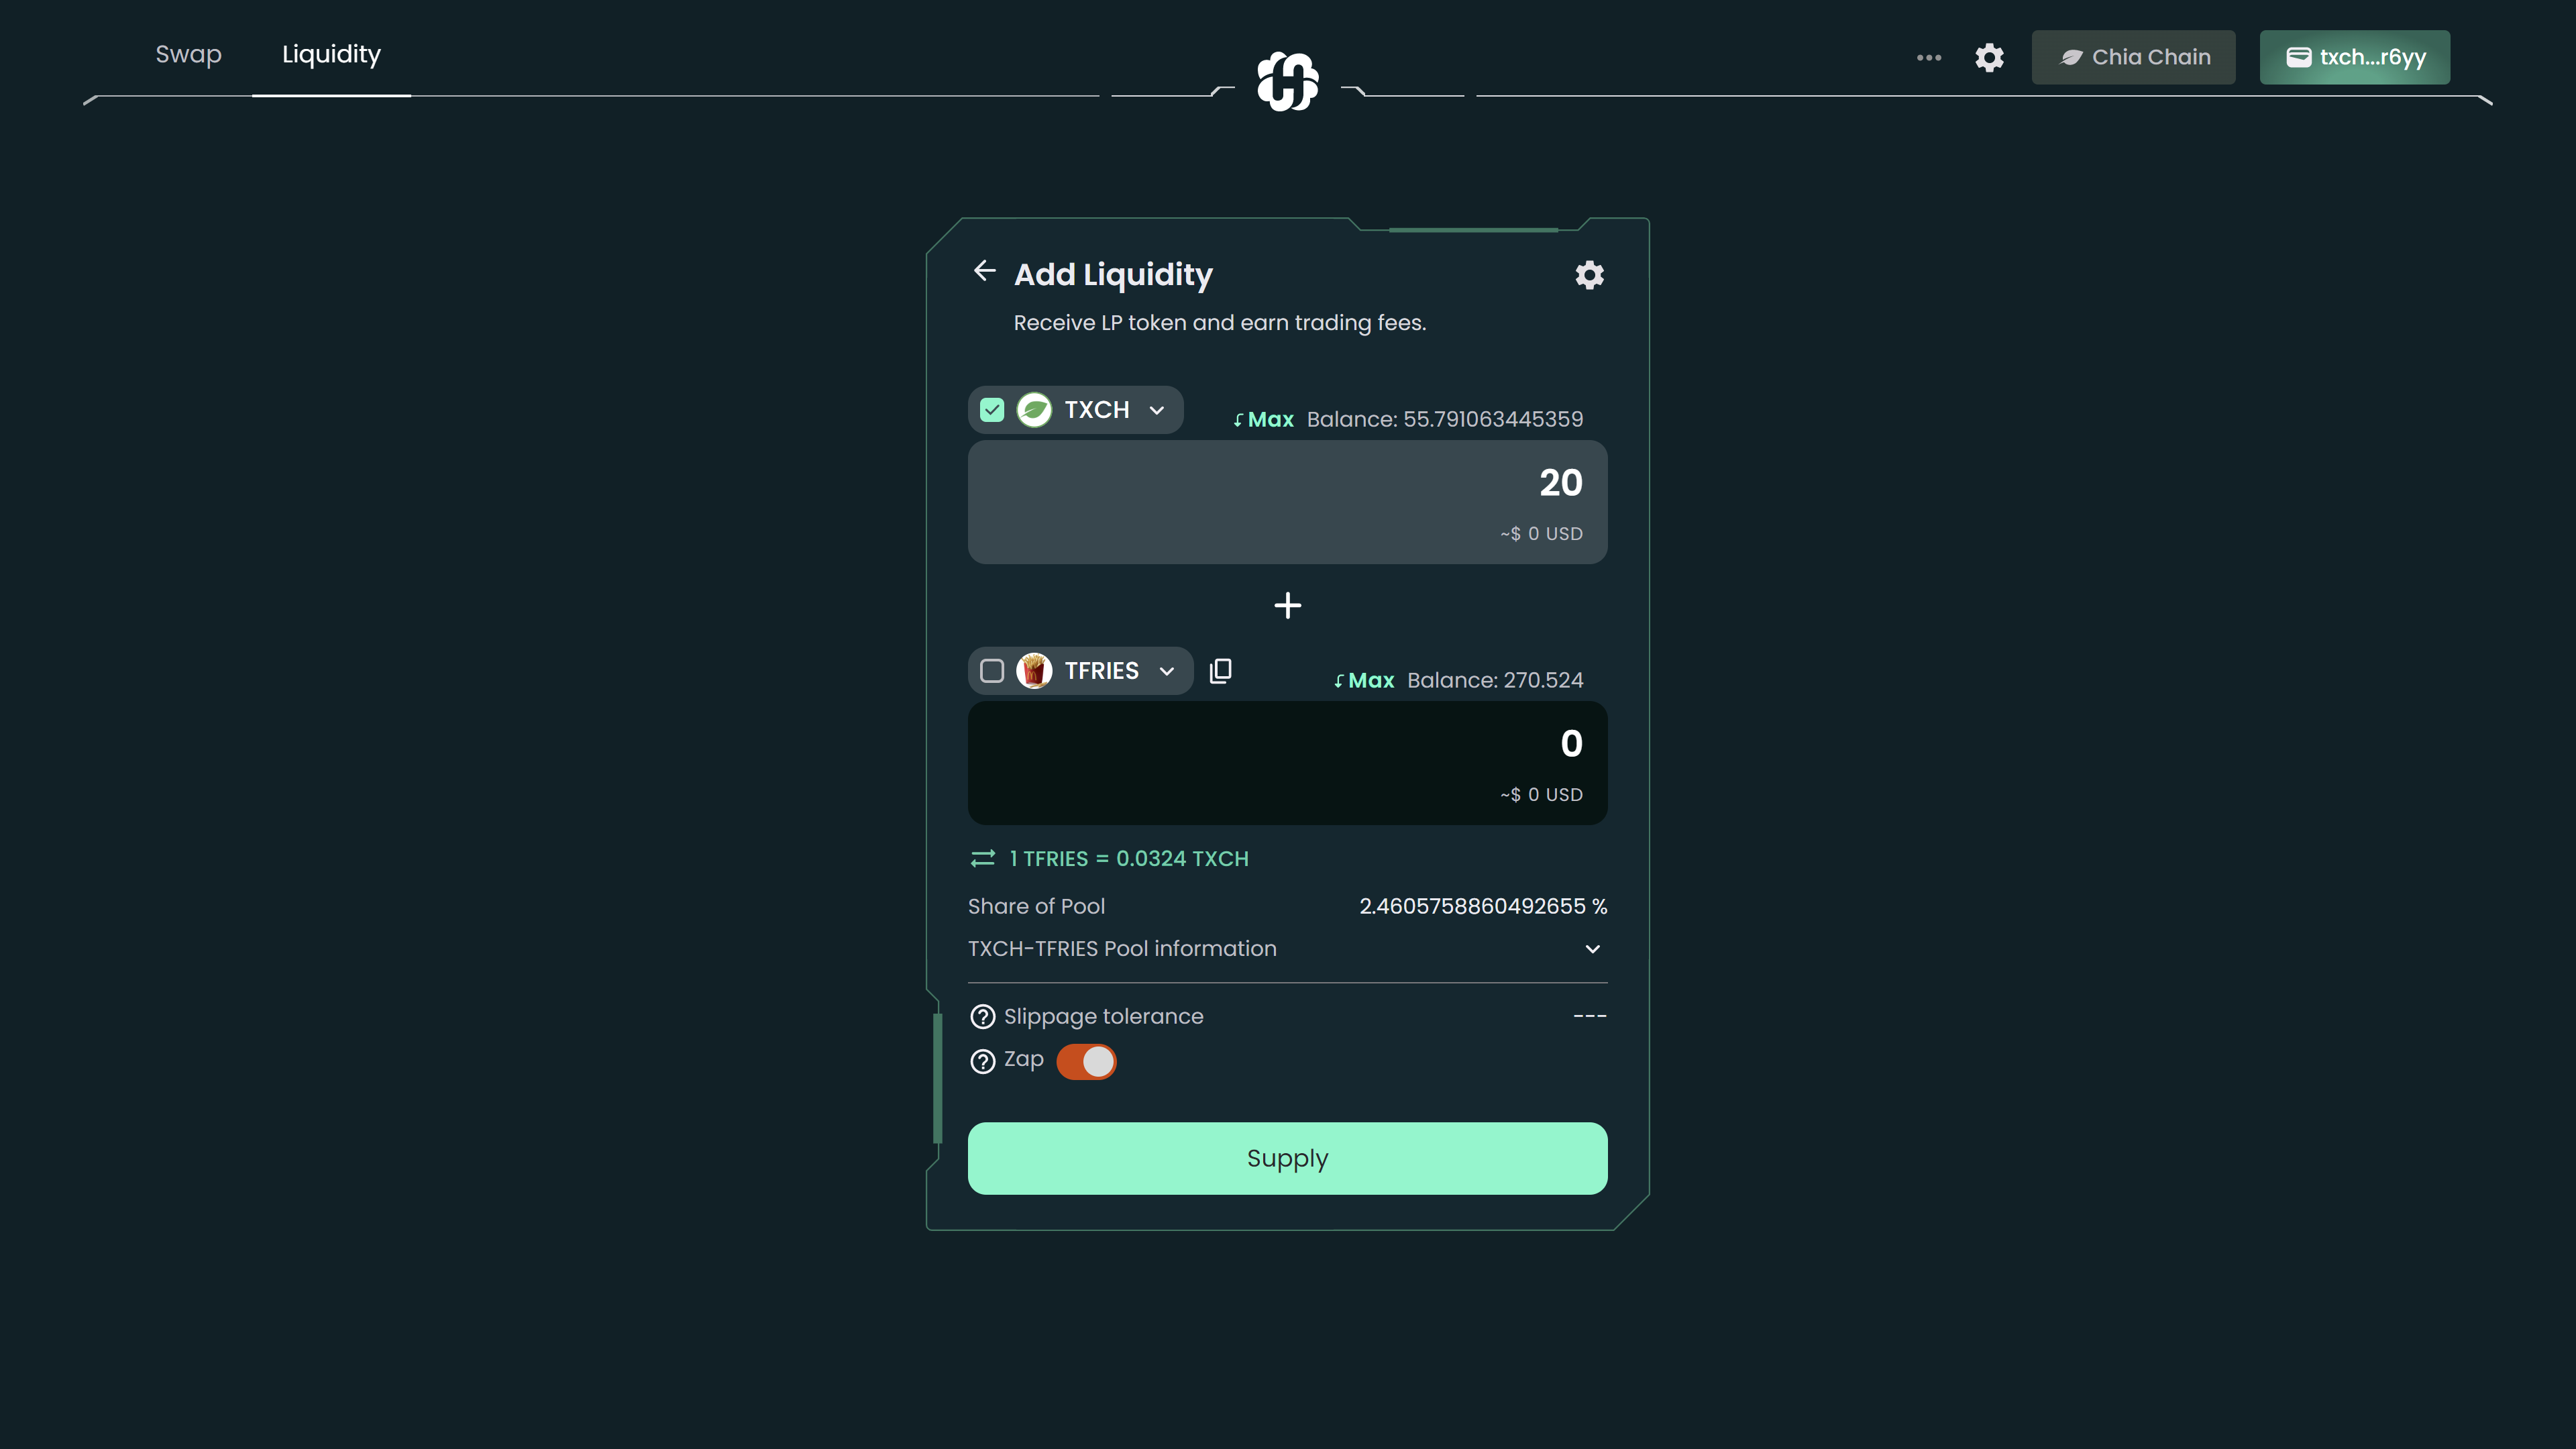 Swap
Liquidity
Chia Chain
txch...r6yy
Add Liquidity
Receive LP token and earn trading fees.
TXCH
Max Balance: 55.791063445359
20
~$ 0 USD
TFRIES
Max Balance: 270.524
0
~$ 0 USD
1 TFRIES = 0.0324 TXCH
Share of Pool 2.4605758860492655 %
TXCH-TFRIES Pool information
Slippage tolerance ---
Zap
Supply